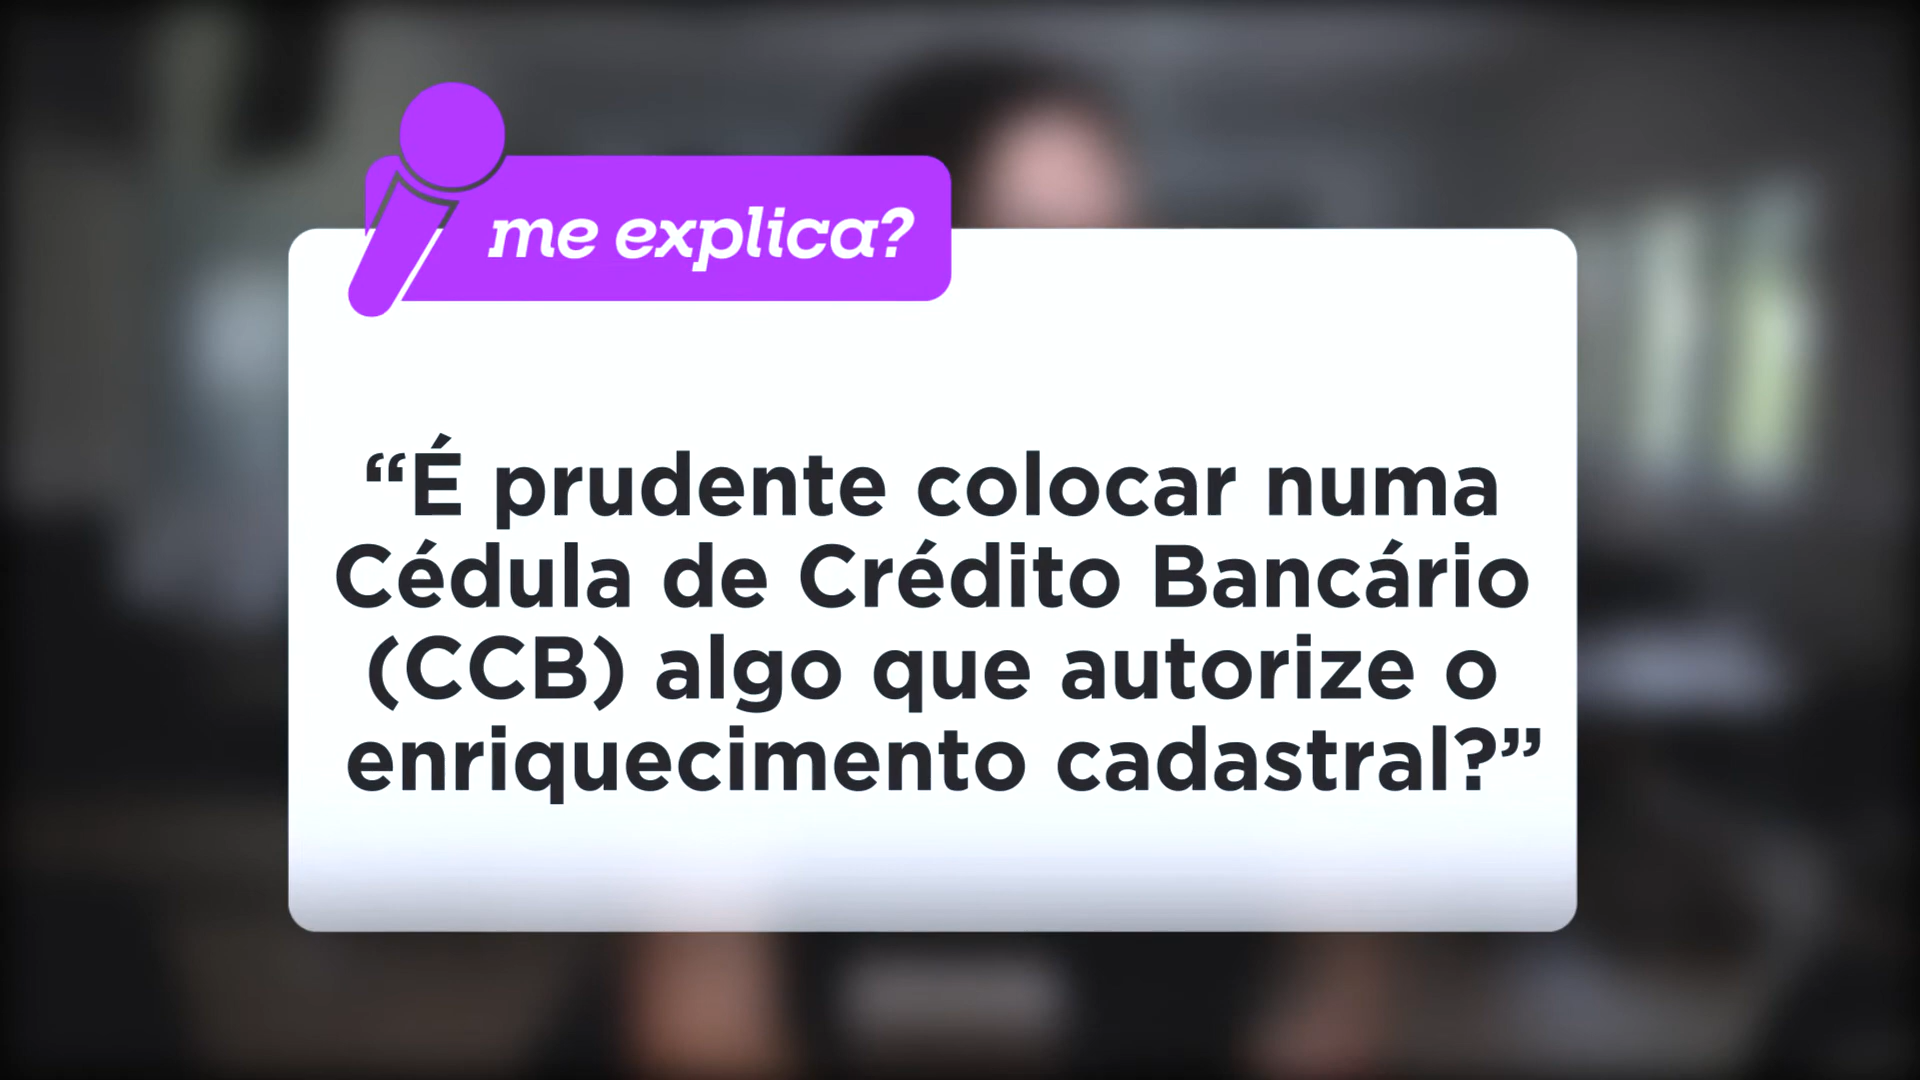 me explica?
“É prudente colocar numa
Cédula de Crédito Bancário
(CCB) algo que autorize o
enriquecimento cadastral?”